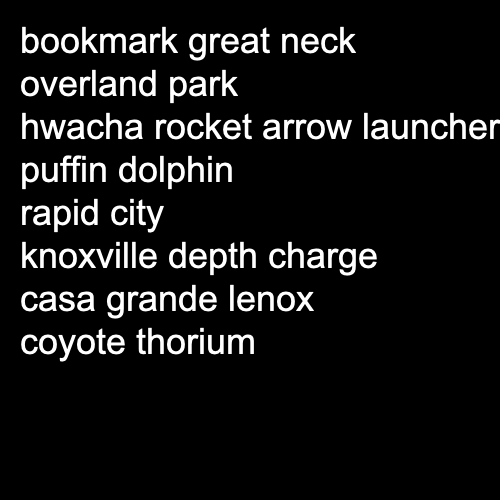 bookmark great neck
overland park
hwacha rocket arrow launcher
puffin dolphin
rapid city
knoxville depth charge
casa grande lenox
coyote thorium